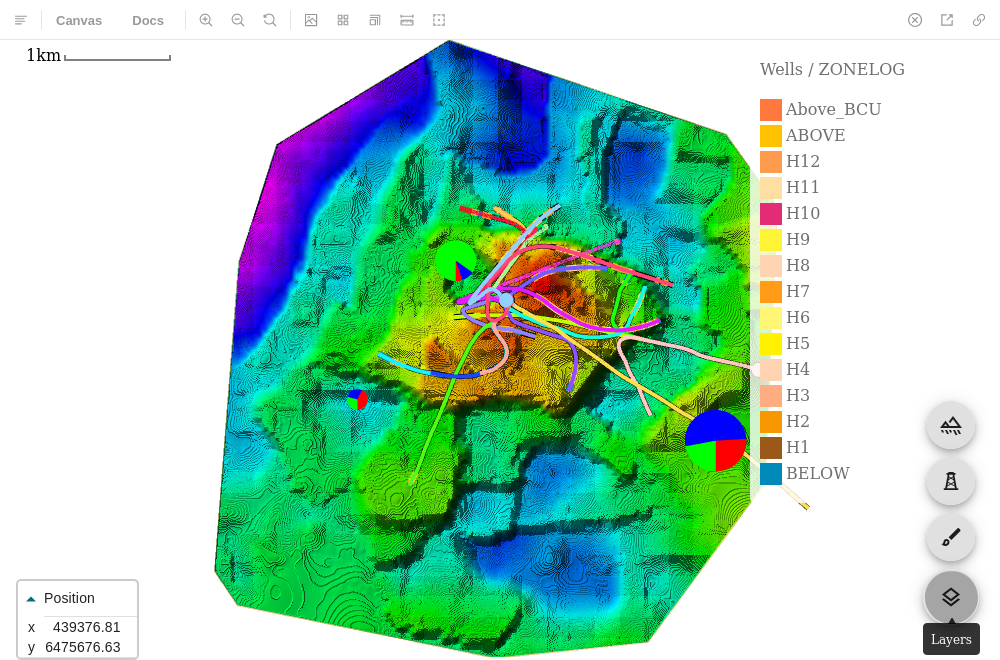 Canvas Docs
1km
Wells / ZONELOG
Above_BCU
ABOVE
H12
H11
H10
H9
H8
H7
H6
H5
H4
H3
H2
H1
BELOW
Position
x 439376.81
y 6475676.63
Layers